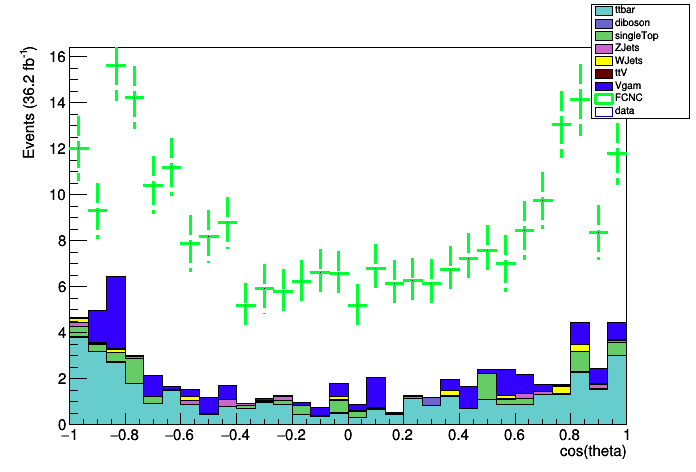 ttbar
diboson
singleTop
ZJets
WJets
ttV
Vgam
FCNC
data
Events (36.2 fb⁻¹)
16
14
12
10
8
6
4
2
0
−1 −0.8 −0.6 −0.4 −0.2 0 0.2 0.4 0.6 0.8 1
cos(theta)